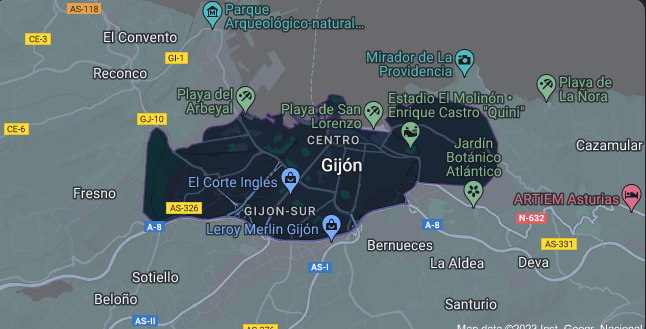 AS-118
Parque
Arqueológico-natural...
CE-3
El Convento
GI-1
Mirador de La
Providencia
Reconco
Playa del
Arbeyal
Playa de San
Lorenzo
Estadio El Molinón •
Enrique Castro "Quini"
Playa de
La Ñora
GJ-10
CE-6
CENTRO
Jardín
Botánico
Atlántico
Cazamular
Gijón
El Corte Inglés
Fresno
ARTIEM Asturias
AS-326
GIJON-SUR
A-8
Leroy Merlin Gijón
A-8
N-632
Bernueces
AS-331
AS-I
La Aldea
Deva
Sotiello
Beloño
Santurio
AS-II
Map data ©2023 Inst. Geogr. Nacional